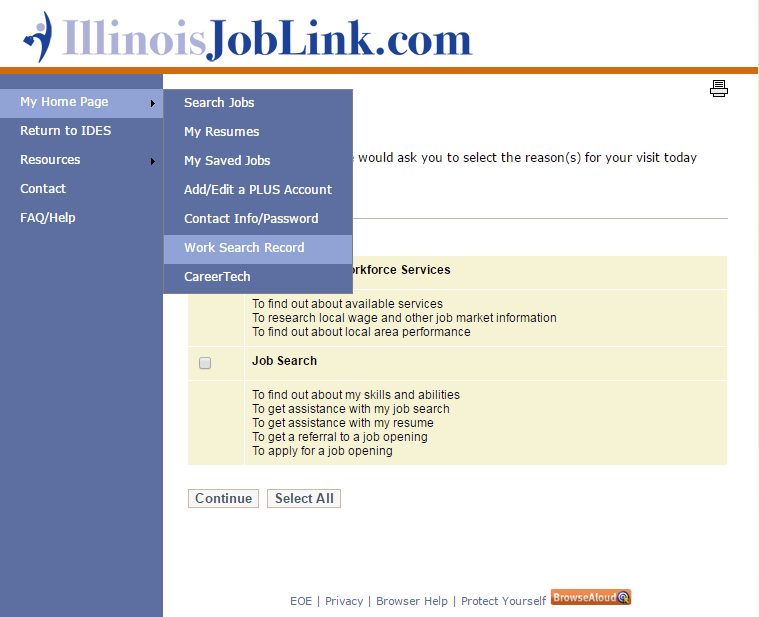 IllinoisJobLink.com
My Home Page
Return to IDES
Resources
Contact
FAQ/Help
Search Jobs
My Resumes
My Saved Jobs
Add/Edit a PLUS Account
Contact Info/Password
Work Search Record
CareerTech
would ask you to select the reason(s) for your visit today
rkforce Services
To find out about available services
To research local wage and other job market information
To find out about local area performance
Job Search
To find out about my skills and abilities
To get assistance with my job search
To get assistance with my resume
To get a referral to a job opening
To apply for a job opening
Continue Select All
EOE | Privacy | Browser Help | Protect Yourself BrowseAloud